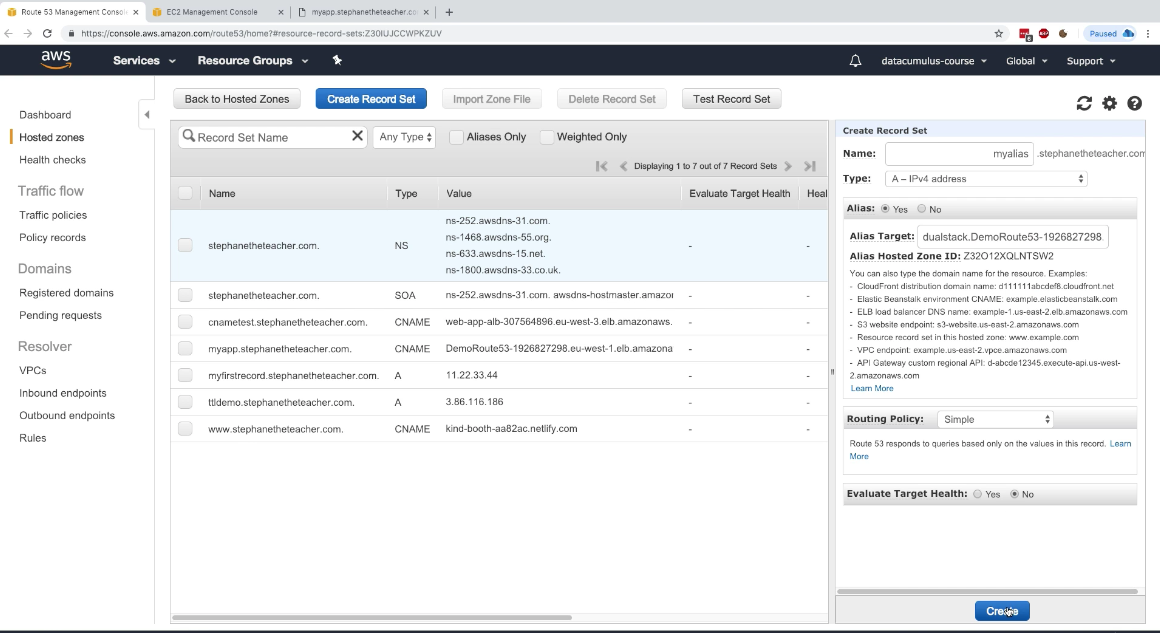 Route 53 Management Consol
EC2 Management Console
myapp.stephanetheteacher.co
https://console.aws.amazon.com/route53/home?#resource-record-sets:Z30IUJCCWPKZUV
Paused
aws
Services
Resource Groups
datacumulus-course
Global
Support
Dashboard
Hosted zones
Health checks
Traffic flow
Traffic policies
Policy records
Domains
Registered domains
Pending requests
Resolver
VPCs
Inbound endpoints
Outbound endpoints
Rules
Back to Hosted Zones
Create Record Set
Import Zone File
Delete Record Set
Test Record Set
Record Set Name
Any Type
Aliases Only
Weighted Only
Displaying 1 to 7 out of 7 Record Sets
Name Type Value Evaluate Target Health Heal
stephanetheteacher.com. NS ns-252.awsdns-31.com. - -
ns-1468.awsdns-55.org.
ns-633.awsdns-15.net.
ns-1800.awsdns-33.co.uk.
stephanetheteacher.com. SOA ns-252.awsdns-31.com. awsdns-hostmaster.amazor - -
cnametest.stephanetheteacher.com. CNAME web-app-alb-307564896.eu-west-3.elb.amazonaws. - -
myapp.stephanetheteacher.com. CNAME DemoRoute53-1926827298.eu-west-1.elb.amazona - -
myfirstrecord.stephanetheteacher.com. A 11.22.33.44 - -
ttldemo.stephanetheteacher.com. A 3.86.116.186 - -
www.stephanetheteacher.com. CNAME kind-booth-aa82ac.netlify.com - -
Create Record Set
Name: myalias .stephanetheteacher.com
Type: A – IPv4 address
Alias: Yes No
Alias Target: dualstack.DemoRoute53-1926827298.
Alias Hosted Zone ID: Z32O12XQLNTSW2
You can also type the domain name for the resource. Examples:
- CloudFront distribution domain name: d111111abcdef8.cloudfront.net
- Elastic Beanstalk environment CNAME: example.elasticbeanstalk.com
- ELB load balancer DNS name: example-1.us-east-2.elb.amazonaws.com
- S3 website endpoint: s3-website.us-east-2.amazonaws.com
- Resource record set in this hosted zone: www.example.com
- VPC endpoint: example.us-east-2.vpce.amazonaws.com
- API Gateway custom regional API: d-abcde12345.execute-api.us-west-
2.amazonaws.com
Learn More
Routing Policy: Simple
Route 53 responds to queries based only on the values in this record. Learn
More
Evaluate Target Health: Yes No
Create